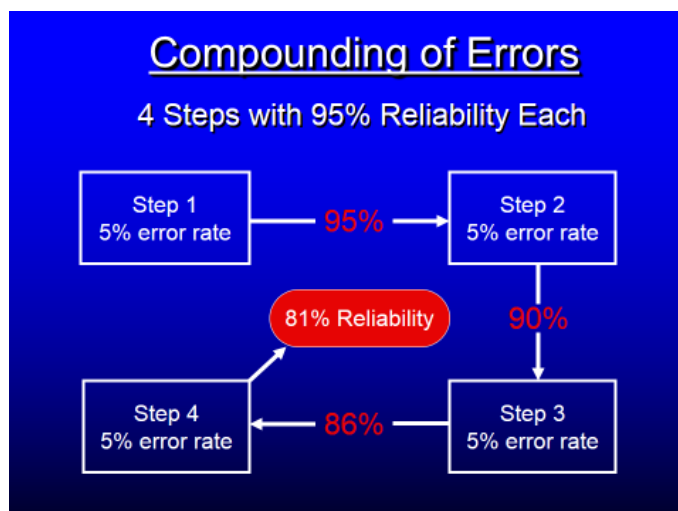 Compounding of Errors
4 Steps with 95% Reliability Each
Step 1
5% error rate
95%
Step 2
5% error rate
90%
Step 3
5% error rate
86%
Step 4
5% error rate
81% Reliability